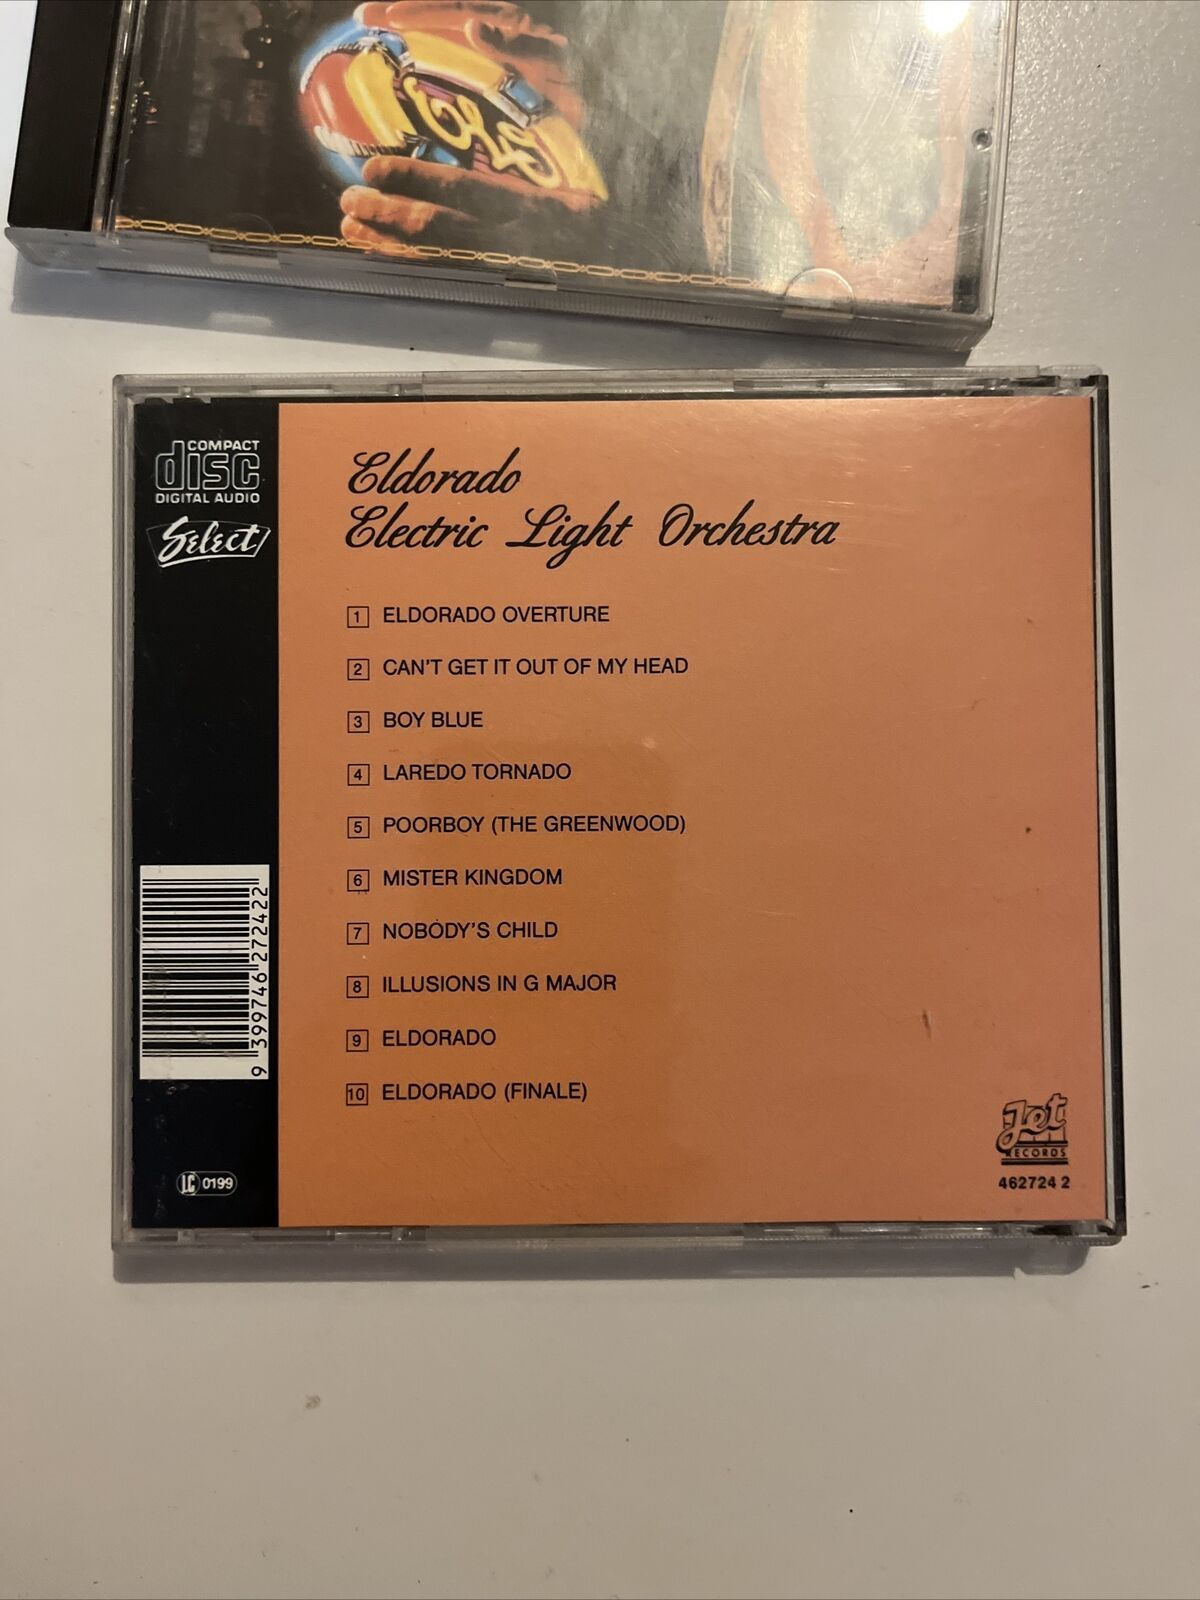 ELO
COMPACT
disc
DIGITAL AUDIO
Select
Eldorado
Electric Light Orchestra
1 ELDORADO OVERTURE
2 CAN'T GET IT OUT OF MY HEAD
3 BOY BLUE
4 LAREDO TORNADO
5 POORBOY (THE GREENWOOD)
6 MISTER KINGDOM
7 NOBODY'S CHILD
8 ILLUSIONS IN G MAJOR
9 ELDORADO
10 ELDORADO (FINALE)
9 399746 272422
LC 0199
Jet
RECORDS
462724 2